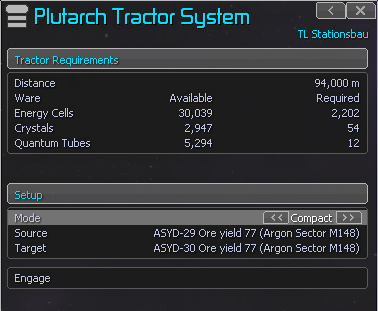 Plutarch Tractor System
TL Stationsbau
Tractor Requirements
Distance 94,000 m
Ware Available Required
Energy Cells 30,039 2,202
Crystals 2,947 54
Quantum Tubes 5,294 12
Setup
Mode << Compact >>
Source ASYD-29 Ore yield 77 (Argon Sector M148)
Target ASYD-30 Ore yield 77 (Argon Sector M148)
Engage